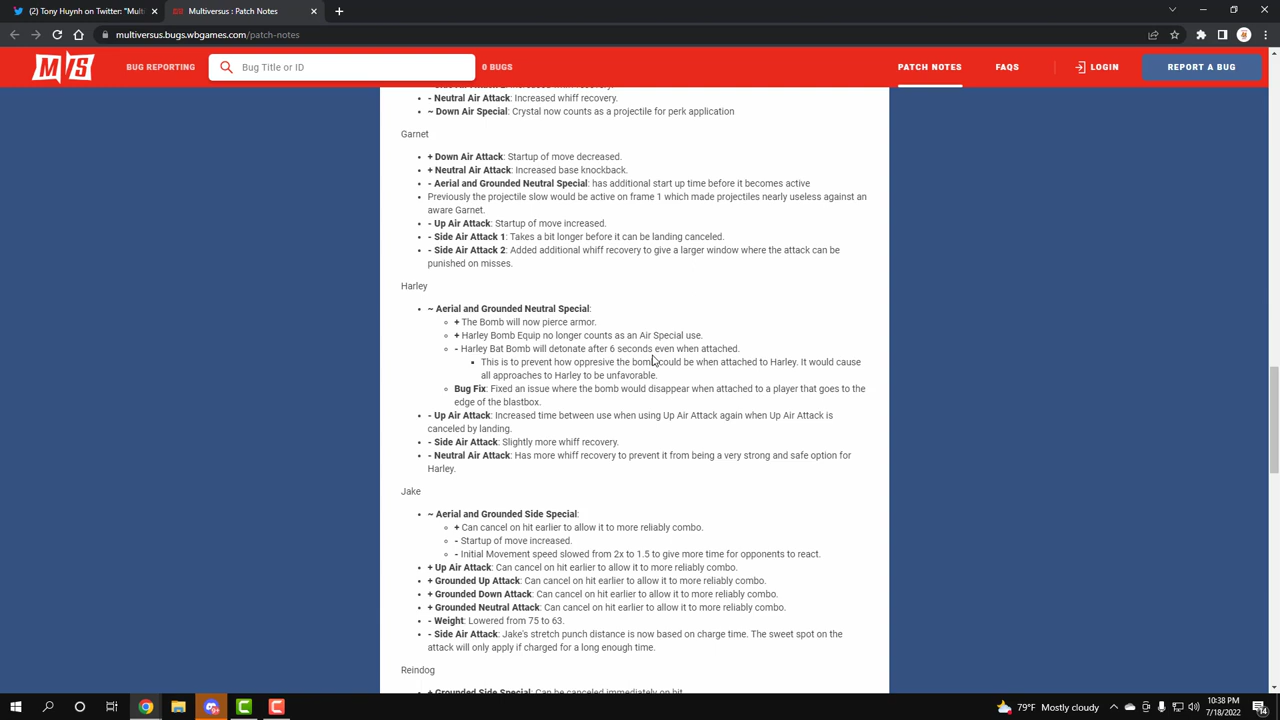 (2) Tony Huynh on Twitter: "Multi
Multiversus
multiversus.bugs.wbgames.com/patch-notes
M/S
BUG REPORTING
Bug Title or ID
0 BUGS
PATCH NOTES
FAQS
LOGIN
REPORT A BUG
- Neutral Air Attack: Increased whiff recovery.
~ Down Air Special: Crystal now counts as a projectile for perk application
Garnet
+ Down Air Attack: Startup of move decreased.
+ Neutral Air Attack: Increased base knockback.
- Aerial and Grounded Neutral Special: has additional start up time before it becomes active
Previously the projectile slow would be active on frame 1 which made projectiles nearly useless against an
aware Garnet.
- Up Air Attack: Startup of move increased.
- Side Air Attack 1: Takes a bit longer before it can be landing canceled.
- Side Air Attack 2: Added additional whiff recovery to give a larger window where the attack can be
punished on misses.
Harley
~ Aerial and Grounded Neutral Special:
+ The Bomb will now pierce armor.
+ Harley Bomb Equip no longer counts as an Air Special use.
- Harley Bat Bomb will detonate after 6 seconds even when attached.
This is to prevent how oppresive the bomb could be when attached to Harley. It would cause
all approaches to Harley to be unfavorable.
Bug Fix: Fixed an issue where the bomb would disappear when attached to a player that goes to the
edge of the blastbox.
- Up Air Attack: Increased time between use when using Up Air Attack again when Up Air Attack is
canceled by landing.
- Side Air Attack: Slightly more whiff recovery.
- Neutral Air Attack: Has more whiff recovery to prevent it from being a very strong and safe option for
Harley.
Jake
~ Aerial and Grounded Side Special:
+ Can cancel on hit earlier to allow it to more reliably combo.
- Startup of move increased.
- Initial Movement speed slowed from 2x to 1.5 to give more time for opponents to react.
+ Up Air Attack: Can cancel on hit earlier to allow it to more reliably combo.
+ Grounded Up Attack: Can cancel on hit earlier to allow it to more reliably combo.
+ Grounded Down Attack: Can cancel on hit earlier to allow it to more reliably combo.
+ Grounded Neutral Attack: Can cancel on hit earlier to allow it to more reliably combo.
- Weight: Lowered from 75 to 63.
- Side Air Attack: Jake's stretch punch distance is now based on charge time. The sweet spot on the
attack will only apply if charged for a long enough time.
Reindog
+ Grounded Side Special: Can be canceled immediately on hit.
79°F Mostly cloudy
10:38 PM
7/18/2022